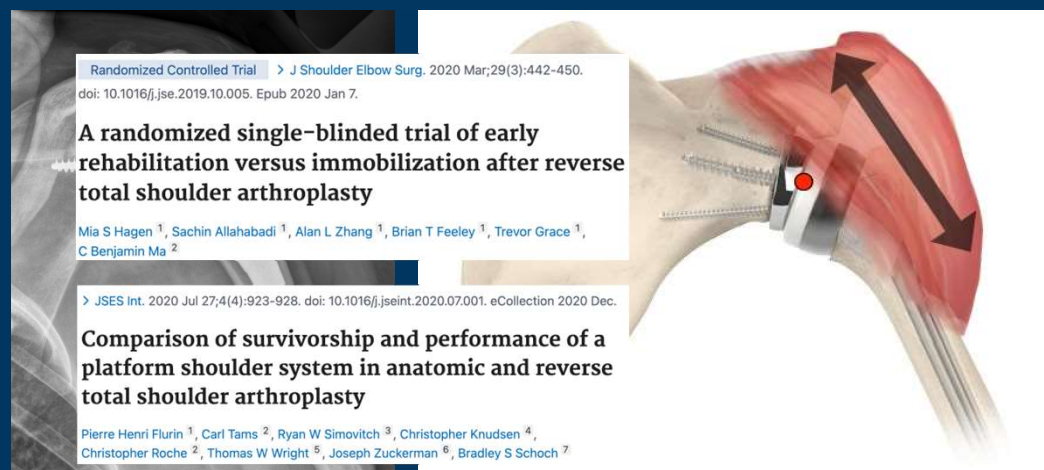 Randomized Controlled Trial > J Shoulder Elbow Surg. 2020 Mar;29(3):442-450.
doi: 10.1016/j.jse.2019.10.005. Epub 2020 Jan 7.
A randomized single-blinded trial of early
rehabilitation versus immobilization after reverse
total shoulder arthroplasty
Mia S Hagen 1, Sachin Allahabadi 1, Alan L Zhang 1, Brian T Feeley 1, Trevor Grace 1,
C Benjamin Ma 2
> JSES Int. 2020 Jul 27;4(4):923-928. doi: 10.1016/j.jseint.2020.07.001. eCollection 2020 Dec.
Comparison of survivorship and performance of a
platform shoulder system in anatomic and reverse
total shoulder arthroplasty
Pierre Henri Flurin 1, Carl Tams 2, Ryan W Simovitch 3, Christopher Knudsen 4,
Christopher Roche 2, Thomas W Wright 5, Joseph Zuckerman 6, Bradley S Schoch 7